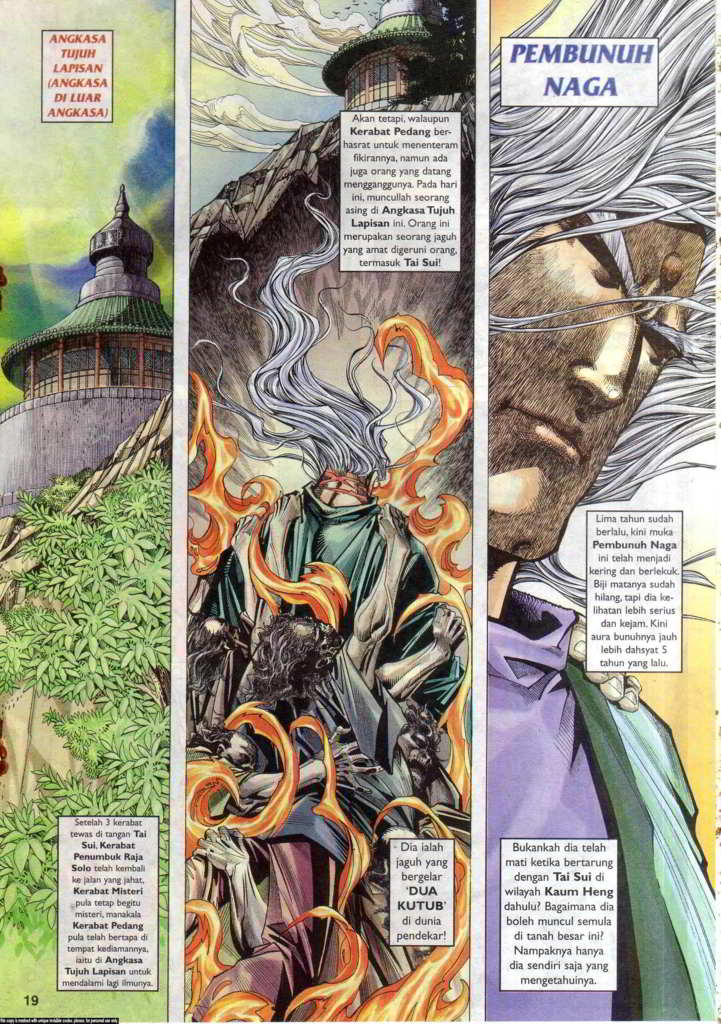 ANGKASA
TUJUH
LAPISAN
(ANGKASA
DI LUAR
ANGKASA)
Setelah 3 kerabat
tewas di tangan Tai
Sui, Kerabat
Penumbuk Raja
Solo telah kembali
ke jalan yang jahat,
Kerabat Misteri
pula tetap begitu
misteri, manakala
Kerabat Pedang
pula telah bertapa di
tempat kediamannya,
iaitu di Angkasa
Tujuh Lapisan untuk
mendalami lagi ilmunya.
19
Akan tetapi, walaupun
Kerabat Pedang ber-
hasrat untuk menenteram
fikirannya, namun ada
juga orang yang datang
mengganggunya. Pada hari
ini, muncullah seorang
asing di Angkasa Tujuh
Lapisan ini. Orang ini
merupakan seorang jaguh
yang amat digeruni orang,
termasuk Tai Sui!
Dia ialah
jaguh yang
bergelar
'DUA
KUTUB'
di dunia
pendekar!
PEMBUNUH
NAGA
Lima tahun sudah
berlalu, kini muka
Pembunuh Naga
ini telah menjadi
kering dan berlekuk.
Biji matanya sudah
hilang, tapi dia ke-
lihatan lebih serius
dan kejam. Kini
aura bunuhnya jauh
lebih dahsyat 5
tahun yang lalu.
Bukankah dia telah
mati ketika bertarung
dengan Tai Sui di
wilayah Kaum Heng
dahulu? Bagaimana dia
boleh muncul semula
di tanah besar ini?
Nampaknya hanya
dia sendiri saja yang
mengetahuinya.